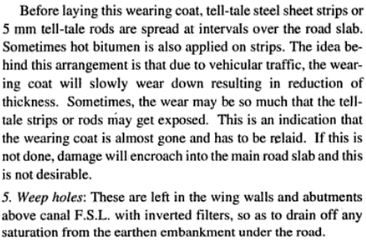 Before laying this wearing coat, tell-tale steel sheet strips or
5 mm tell-tale rods are spread at intervals over the road slab.
Sometimes hot bitumen is also applied on strips. The idea be-
hind this arrangement is that due to vehicular traffic, the wear-
ing coat will slowly wear down resulting in reduction of
thickness. Sometimes, the wear may be so much that the tell-
tale strips or rods may get exposed. This is an indication that
the wearing coat is almost gone and has to be relaid. If this is
not done, damage will encroach into the main road slab and this
is not desirable.
5. Weep holes: These are left in the wing walls and abutments
above canal F.S.L. with inverted filters, so as to drain off any
saturation from the earthen embankment under the road.